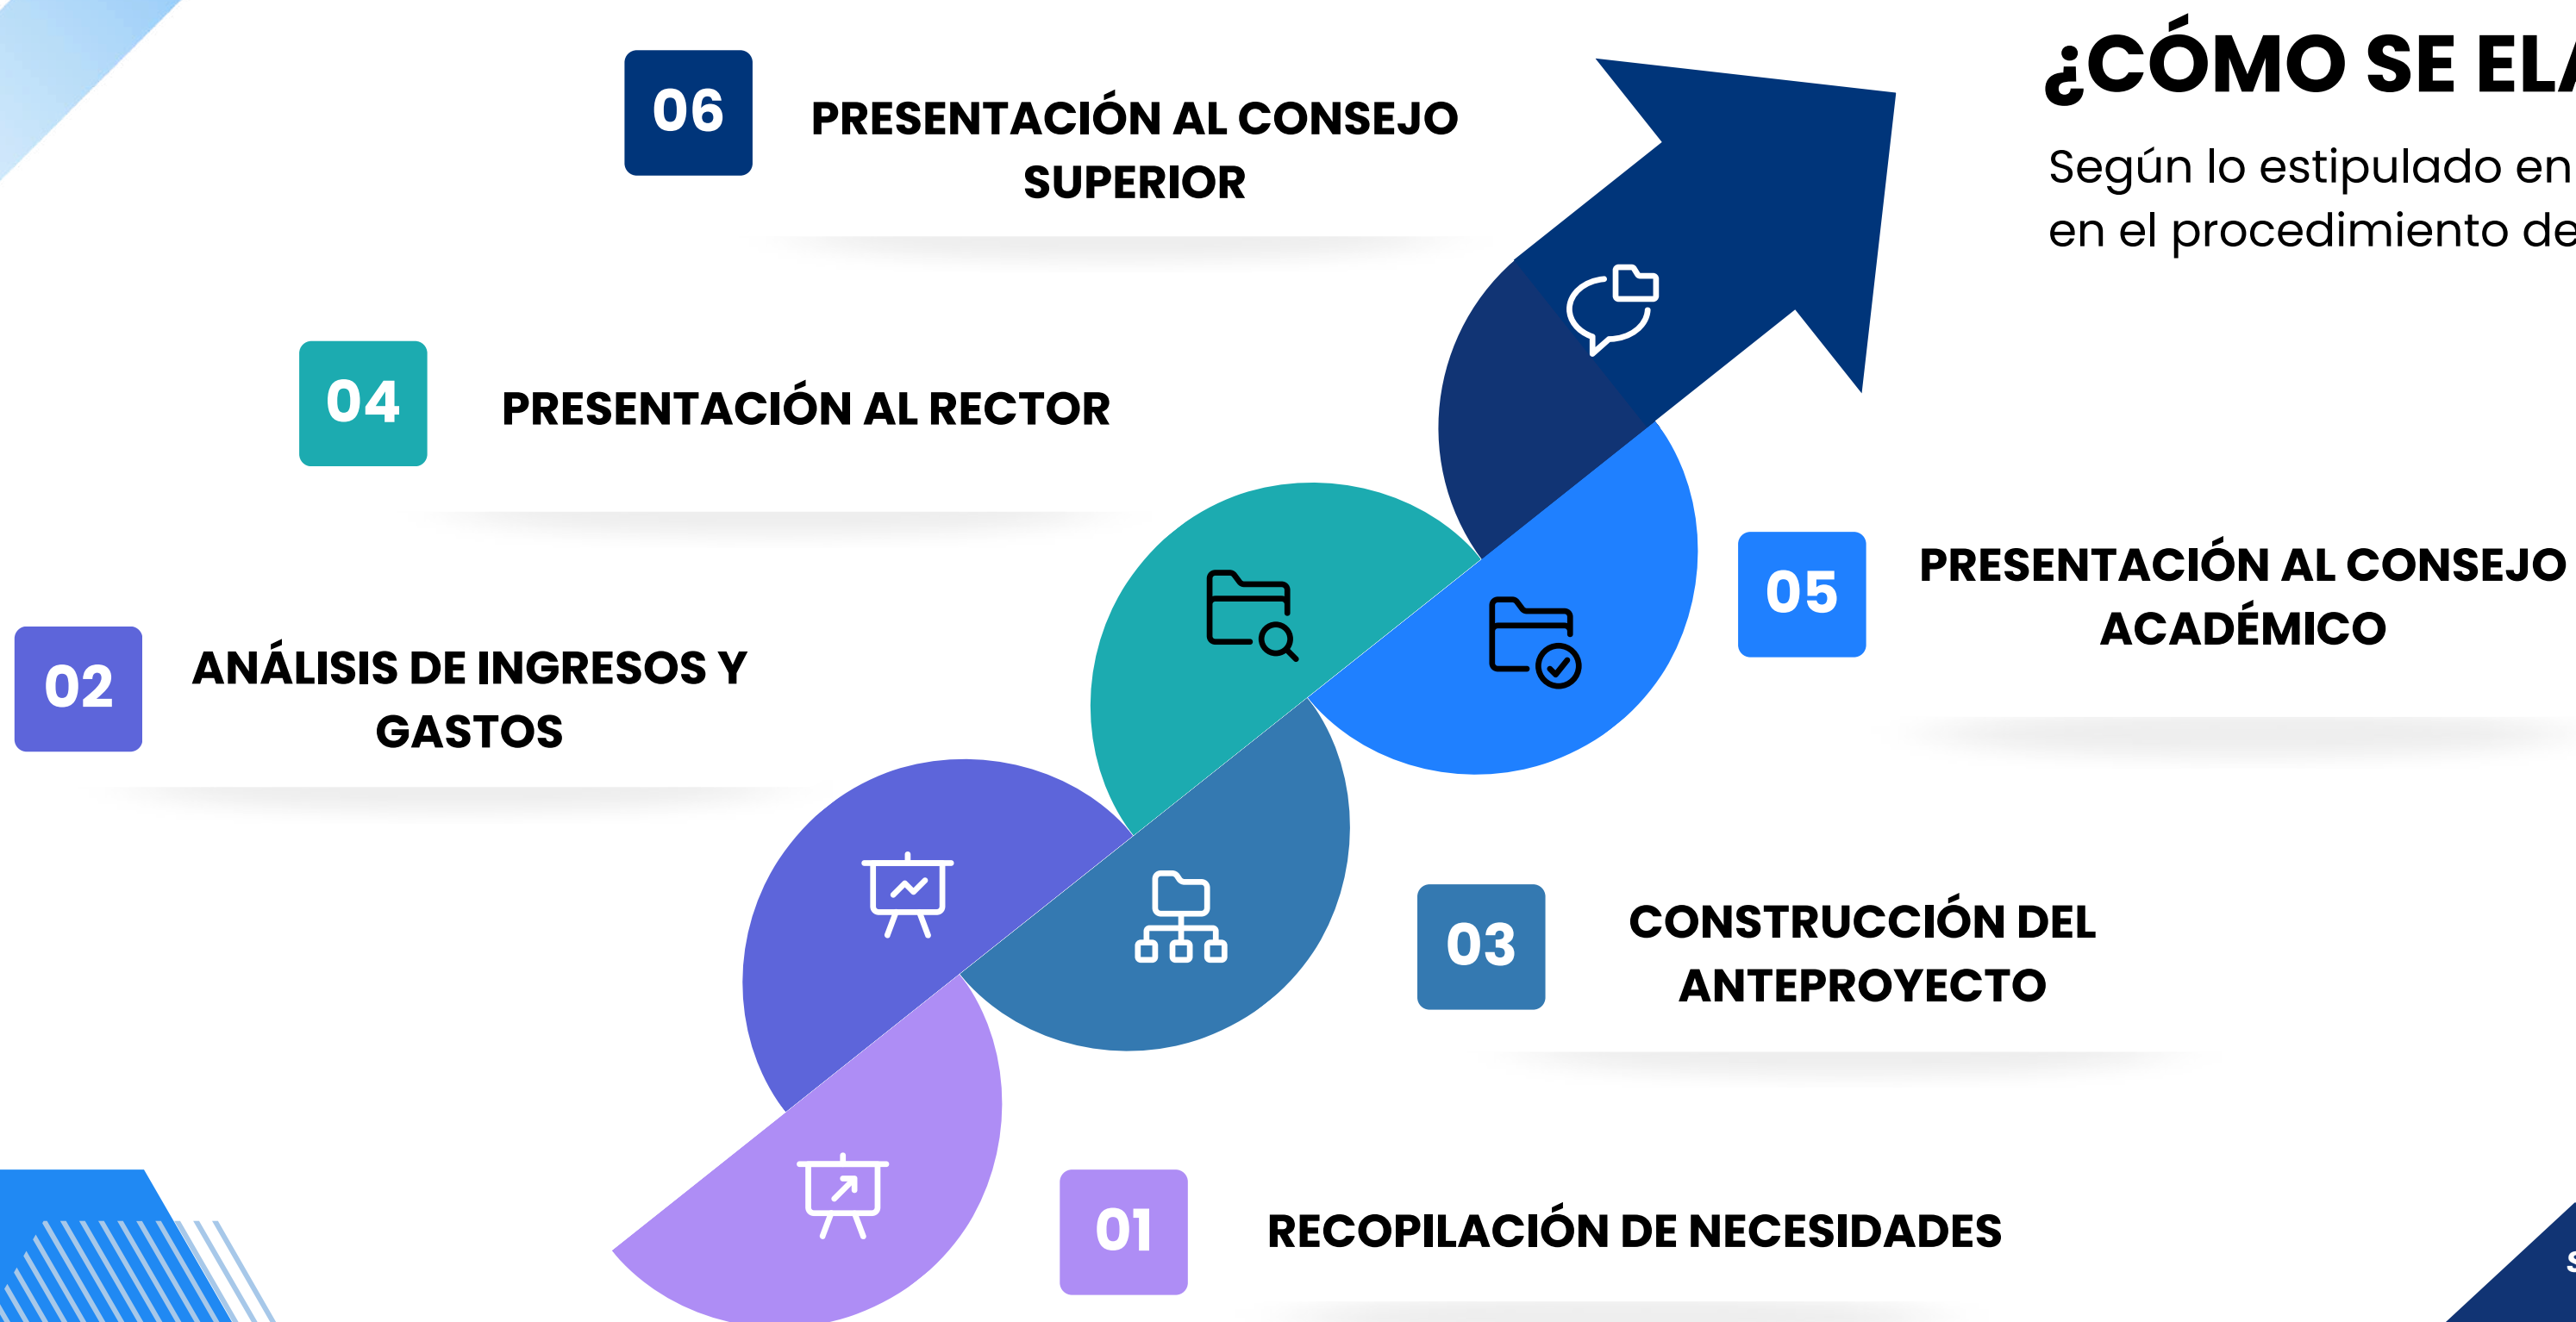 ¿CÓMO SE
Según lo estipulado en
en el procedimiento de
06
PRESENTACIÓN AL CONSEJO
SUPERIOR
04
PRESENTACIÓN AL RECTOR
05
PRESENTACIÓN AL CONSEJO
ACADÉMICO
02
ANÁLISIS DE INGRESOS Y
GASTOS
03
CONSTRUCCIÓN DEL
ANTEPROYECTO
01
RECOPILACIÓN DE NECESIDADES